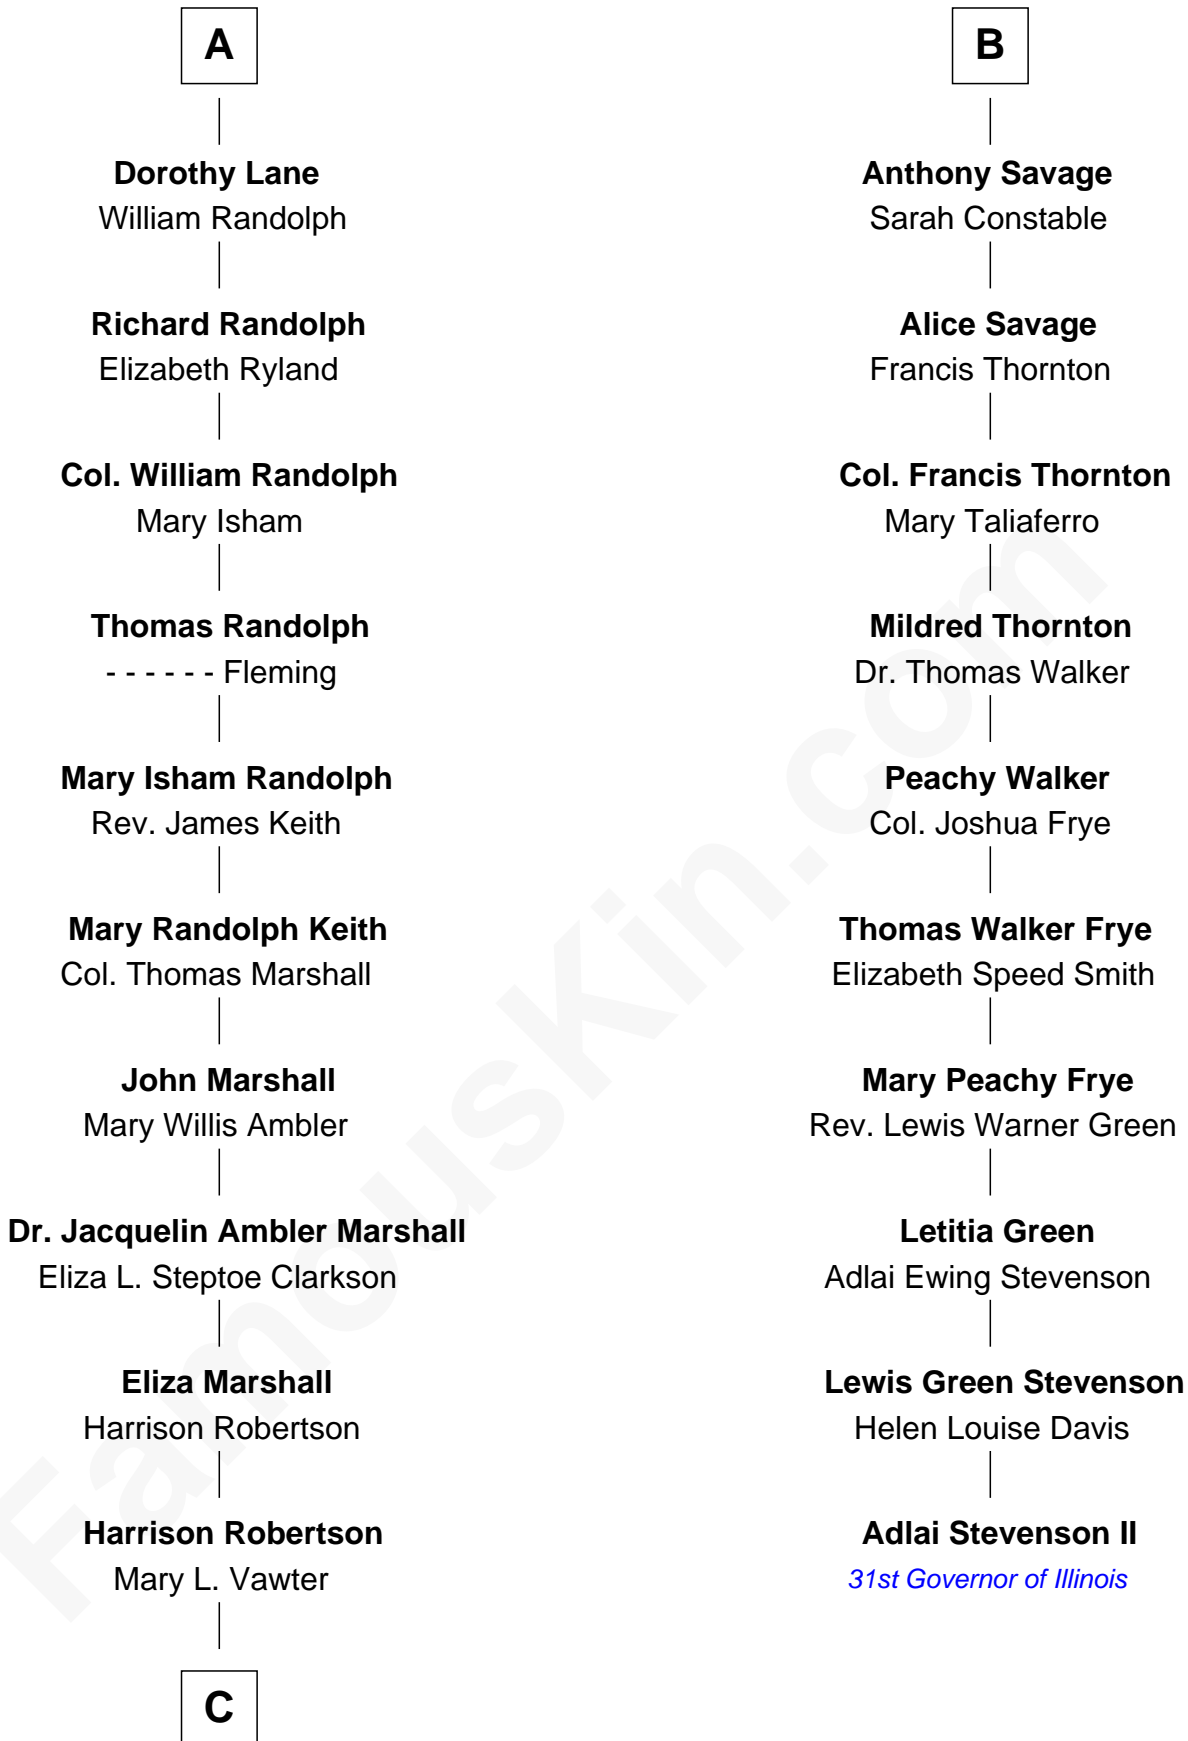 A
Dorothy Lane
William Randolph
Richard Randolph
Elizabeth Ryland
Col. William Randolph
Mary Isham
Thomas Randolph
- - - - - - Fleming
Mary Isham Randolph
Rev. James Keith
Mary Randolph Keith
Col. Thomas Marshall
John Marshall
Mary Willis Ambler
Dr. Jacquelin Ambler Marshall
Eliza L. Steptoe Clarkson
Eliza Marshall
Harrison Robertson
Harrison Robertson
Mary L. Vawter
C
B
Anthony Savage
Sarah Constable
Alice Savage
Francis Thornton
Col. Francis Thornton
Mary Taliaferro
Mildred Thornton
Dr. Thomas Walker
Peachy Walker
Col. Joshua Frye
Thomas Walker Frye
Elizabeth Speed Smith
Mary Peachy Frye
Rev. Lewis Warner Green
Letitia Green
Adlai Ewing Stevenson
Lewis Green Stevenson
Helen Louise Davis
Adlai Stevenson II
31st Governor of Illinois
FamousKin.com